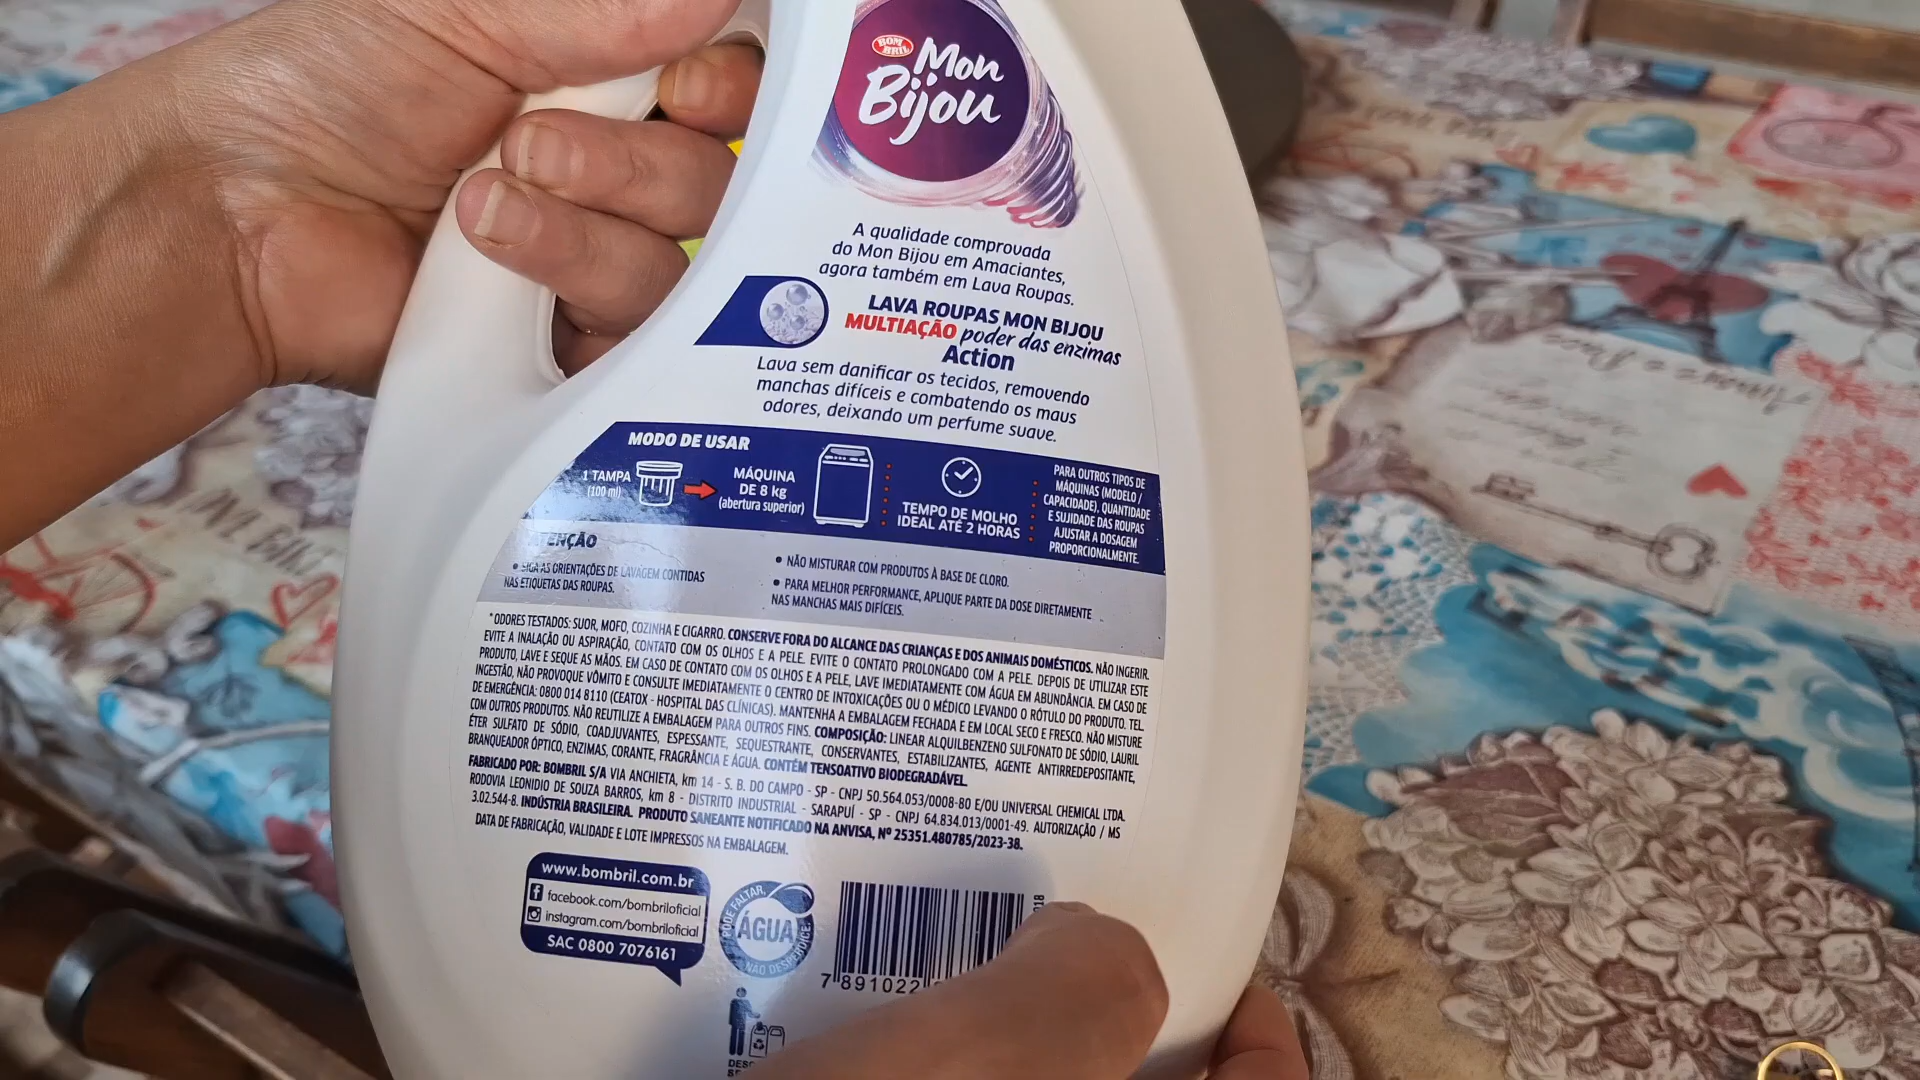 BOM
BRIL
Mon
Bijou
A qualidade comprovada
do Mon Bijou em Amaciantes,
agora também em Lava Roupas.
LAVA ROUPAS MON BIJOU
MULTIAÇÃO poder das enzimas
Action
Lava sem danificar os tecidos, removendo
manchas difíceis e combatendo os maus
odores, deixando um perfume suave.
MODO DE USAR
1 TAMPA
(100 ml)
MÁQUINA
DE 8 kg
(abertura superior)
TEMPO DE MOLHO
IDEAL ATÉ 2 HORAS
PARA OUTROS TIPOS DE
MÁQUINAS (MODELO /
CAPACIDADE), QUANTIDADE
E SUJIDADE DAS ROUPAS
AJUSTAR A DOSAGEM
PROPORCIONALMENTE.
ATENÇÃO
• SIGA AS ORIENTAÇÕES DE LAVAGEM CONTIDAS
NAS ETIQUETAS DAS ROUPAS.
• NÃO MISTURAR COM PRODUTOS À BASE DE CLORO.
• PARA MELHOR PERFORMANCE, APLIQUE PARTE DA DOSE DIRETAMENTE
NAS MANCHAS MAIS DIFÍCEIS.
*ODORES TESTADOS: SUOR, MOFO, COZINHA E CIGARRO. CONSERVE FORA DO ALCANCE DAS CRIANÇAS E DOS ANIMAIS DOMÉSTICOS. NÃO INGERIR.
EVITE A INALAÇÃO OU ASPIRAÇÃO, CONTATO COM OS OLHOS E A PELE. EVITE O CONTATO PROLONGADO COM A PELE. DEPOIS DE UTILIZAR ESTE
PRODUTO, LAVE E SEQUE AS MÃOS. EM CASO DE CONTATO COM OS OLHOS E A PELE, LAVE IMEDIATAMENTE COM ÁGUA EM ABUNDÂNCIA. EM CASO DE
INGESTÃO, NÃO PROVOQUE VÔMITO E CONSULTE IMEDIATAMENTE O CENTRO DE INTOXICAÇÕES OU O MÉDICO LEVANDO O RÓTULO DO PRODUTO. TEL.
DE EMERGÊNCIA: 0800 014 8110 (CEATOX - HOSPITAL DAS CLÍNICAS). MANTENHA A EMBALAGEM FECHADA E EM LOCAL SECO E FRESCO. NÃO MISTURE
COM OUTROS PRODUTOS. NÃO REUTILIZE A EMBALAGEM PARA OUTROS FINS. COMPOSIÇÃO: LINEAR ALQUILBENZENO SULFONATO DE SÓDIO, LAURIL
ÉTER SULFATO DE SÓDIO, COADJUVANTES, ESPESSANTE, SEQUESTRANTE, CONSERVANTES, ESTABILIZANTES, AGENTE ANTIRREDEPOSITANTE,
BRANQUEADOR ÓPTICO, ENZIMAS, CORANTE, FRAGRÂNCIA E ÁGUA. CONTÉM TENSOATIVO BIODEGRADÁVEL.
FABRICADO POR: BOMBRIL S/A VIA ANCHIETA, km 14 - S. B. DO CAMPO - SP - CNPJ 50.564.053/0008-80 E/OU UNIVERSAL CHEMICAL LTDA.
RODOVIA LEONIDIO DE SOUZA BARROS, km 8 - DISTRITO INDUSTRIAL - SARAPUÍ - SP - CNPJ 64.834.013/0001-49. AUTORIZAÇÃO / MS
3.02.544-8. INDÚSTRIA BRASILEIRA. PRODUTO SANEANTE NOTIFICADO NA ANVISA, Nº 25351.480785/2023-38.
DATA DE FABRICAÇÃO, VALIDADE E LOTE IMPRESSOS NA EMBALAGEM.
www.bombril.com.br
facebook.com/bombriloficial
instagram.com/bombriloficial
SAC 0800 7076161
PODE FALTAR,
ÁGUA
NÃO DESPERDICE.
7 891022